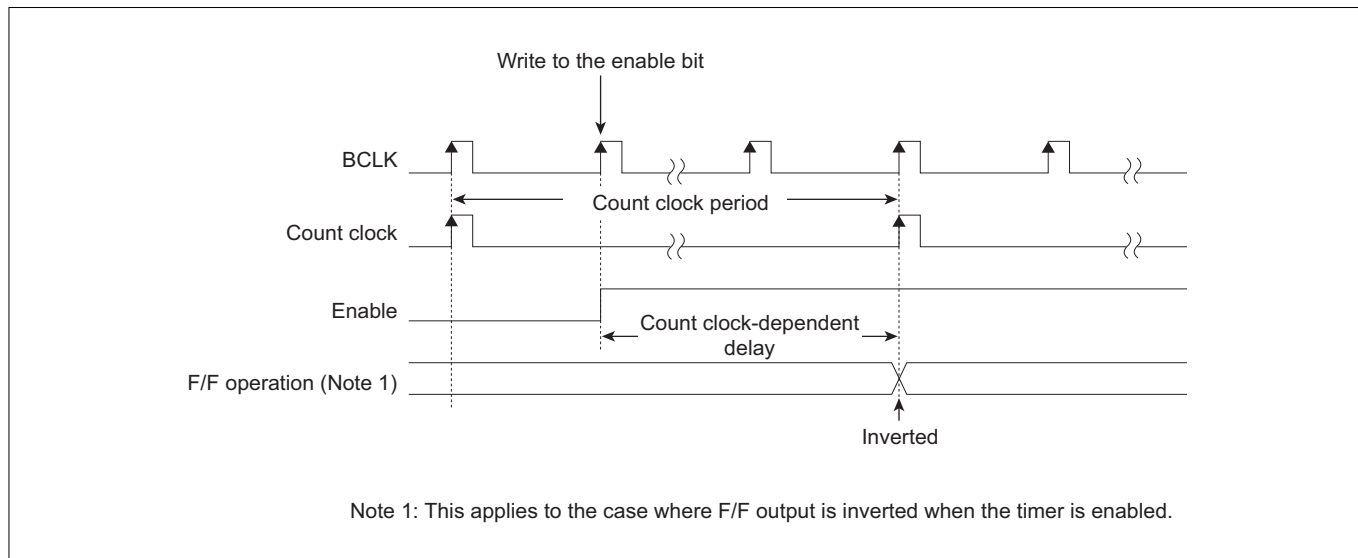 Write to the enable bit
BCLK
Count clock period
Count clock
Enable
Count clock-dependent
delay
F/F operation (Note 1)
Inverted
Note 1: This applies to the case where F/F output is inverted when the timer is enabled.